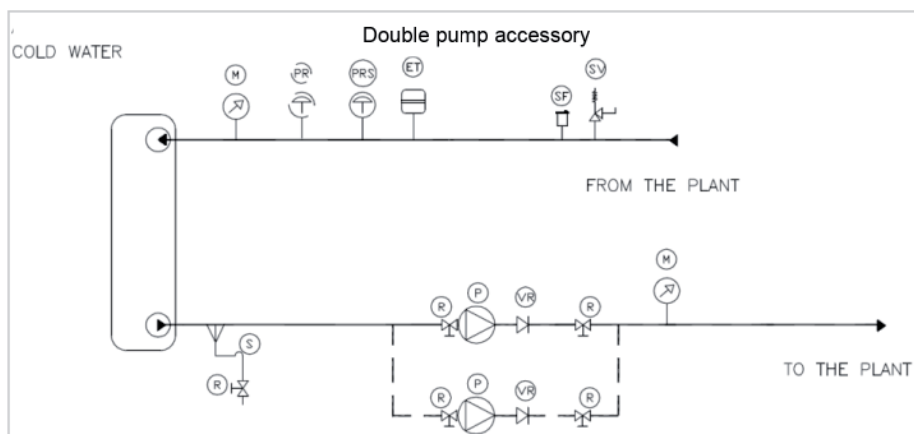 Double pump accessory
COLD WATER
M
PR
PRS
ET
SF
SV
FROM THE PLANT
M
R
P
VR
R
S
R
TO THE PLANT
R
P
VR
R